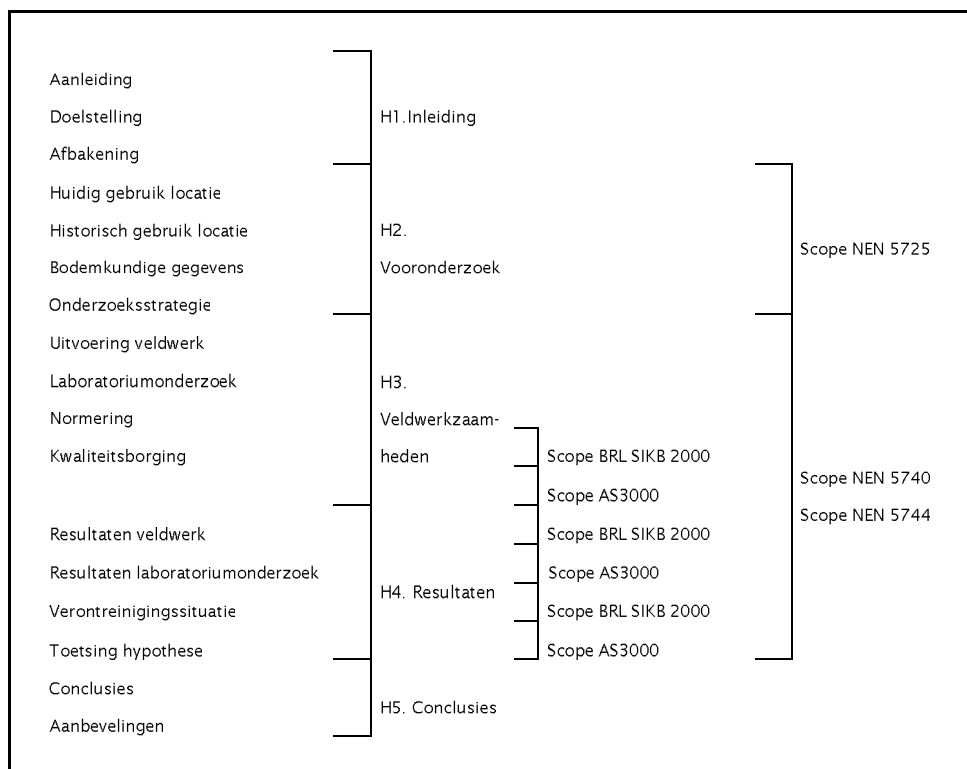 Aanleiding
Doelstelling
Afbakening
H1.Inleiding
Huidig gebruik locatie
Historisch gebruik locatie
Bodemkundige gegevens
Onderzoeksstrategie
H2.
Vooronderzoek
Scope NEN 5725
Uitvoering veldwerk
Laboratoriumonderzoek
Normering
Kwaliteitsborging
H3.
Veldwerkzaam-
heden
Resultaten veldwerk
Resultaten laboratoriumonderzoek
Verontreinigingssituatie
Toetsing hypothese
H4. Resultaten
Scope BRL SIKB 2000
Scope AS3000
Scope BRL SIKB 2000
Scope AS3000
Scope BRL SIKB 2000
Scope AS3000
Scope NEN 5740
Scope NEN 5744
Conclusies
Aanbevelingen
H5. Conclusies